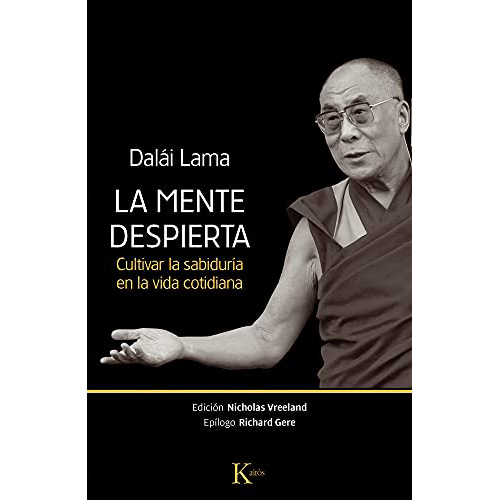 Dalái Lama
LA MENTE
DESPIERTA
Cultivar la sabiduría
en la vida cotidiana
Edición Nicholas Vreeland
Epílogo Richard Gere
Kairós